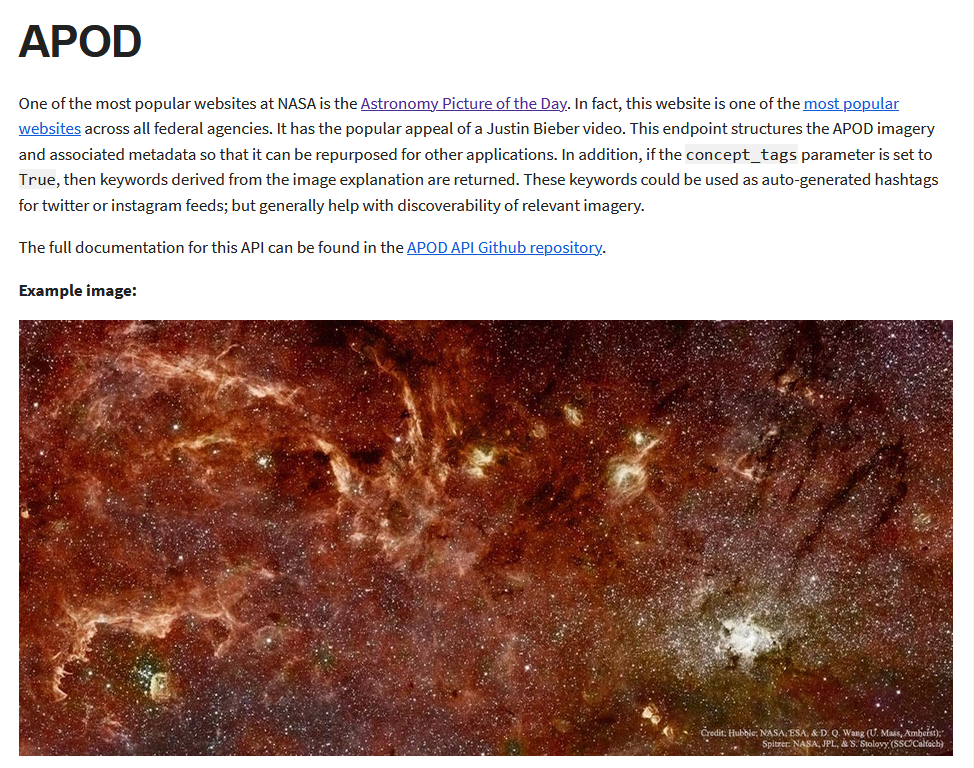 APOD
One of the most popular websites at NASA is the Astronomy Picture of the Day. In fact, this website is one of the most popular
websites across all federal agencies. It has the popular appeal of a Justin Bieber video. This endpoint structures the APOD imagery
and associated metadata so that it can be repurposed for other applications. In addition, if the concept_tags parameter is set to
True, then keywords derived from the image explanation are returned. These keywords could be used as auto-generated hashtags
for twitter or instagram feeds; but generally help with discoverability of relevant imagery.
The full documentation for this API can be found in the APOD API Github repository.
Example image:
Credit: Hubble: NASA, ESA, & D. Q. Wang (U. Mass, Amherst);
Spitzer: NASA, JPL, & S. Stolovy (SSC/Caltech)